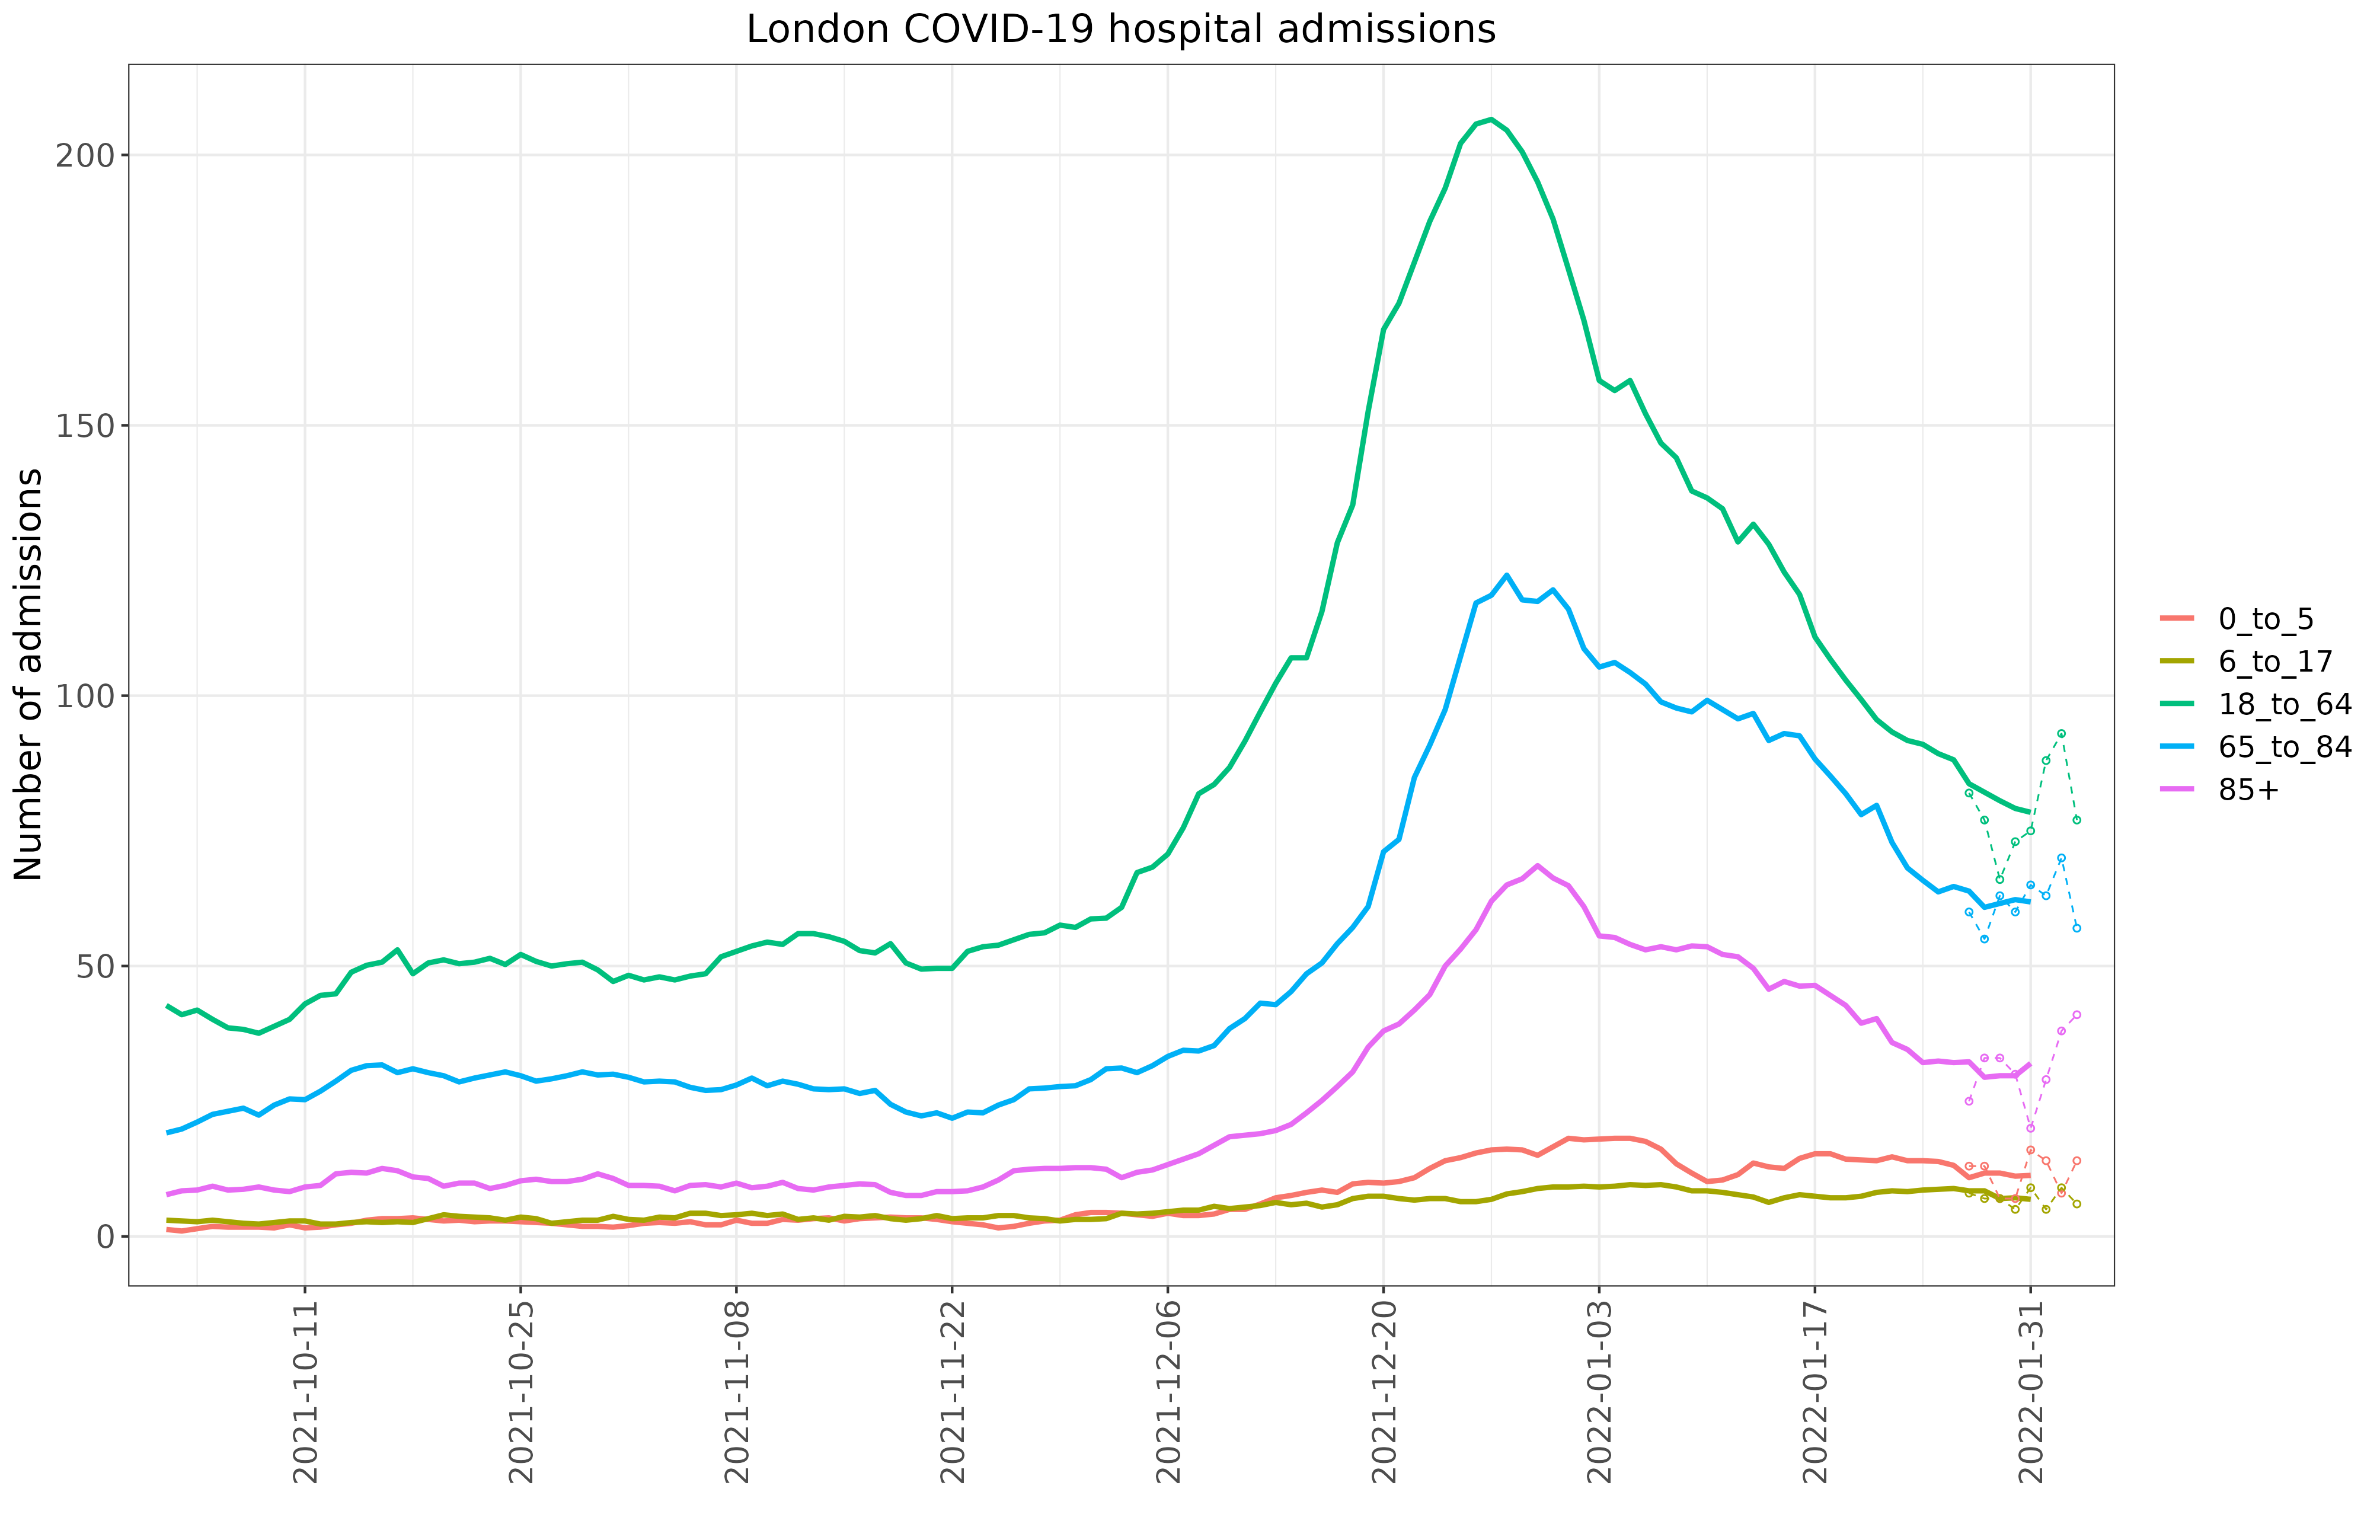 London COVID-19 hospital admissions
Number of admissions
200
150
100
50
0
2021-10-11
2021-10-25
2021-11-08
2021-11-22
2021-12-06
2021-12-20
2022-01-03
2022-01-17
2022-01-31
0_to_5
6_to_17
18_to_64
65_to_84
85+